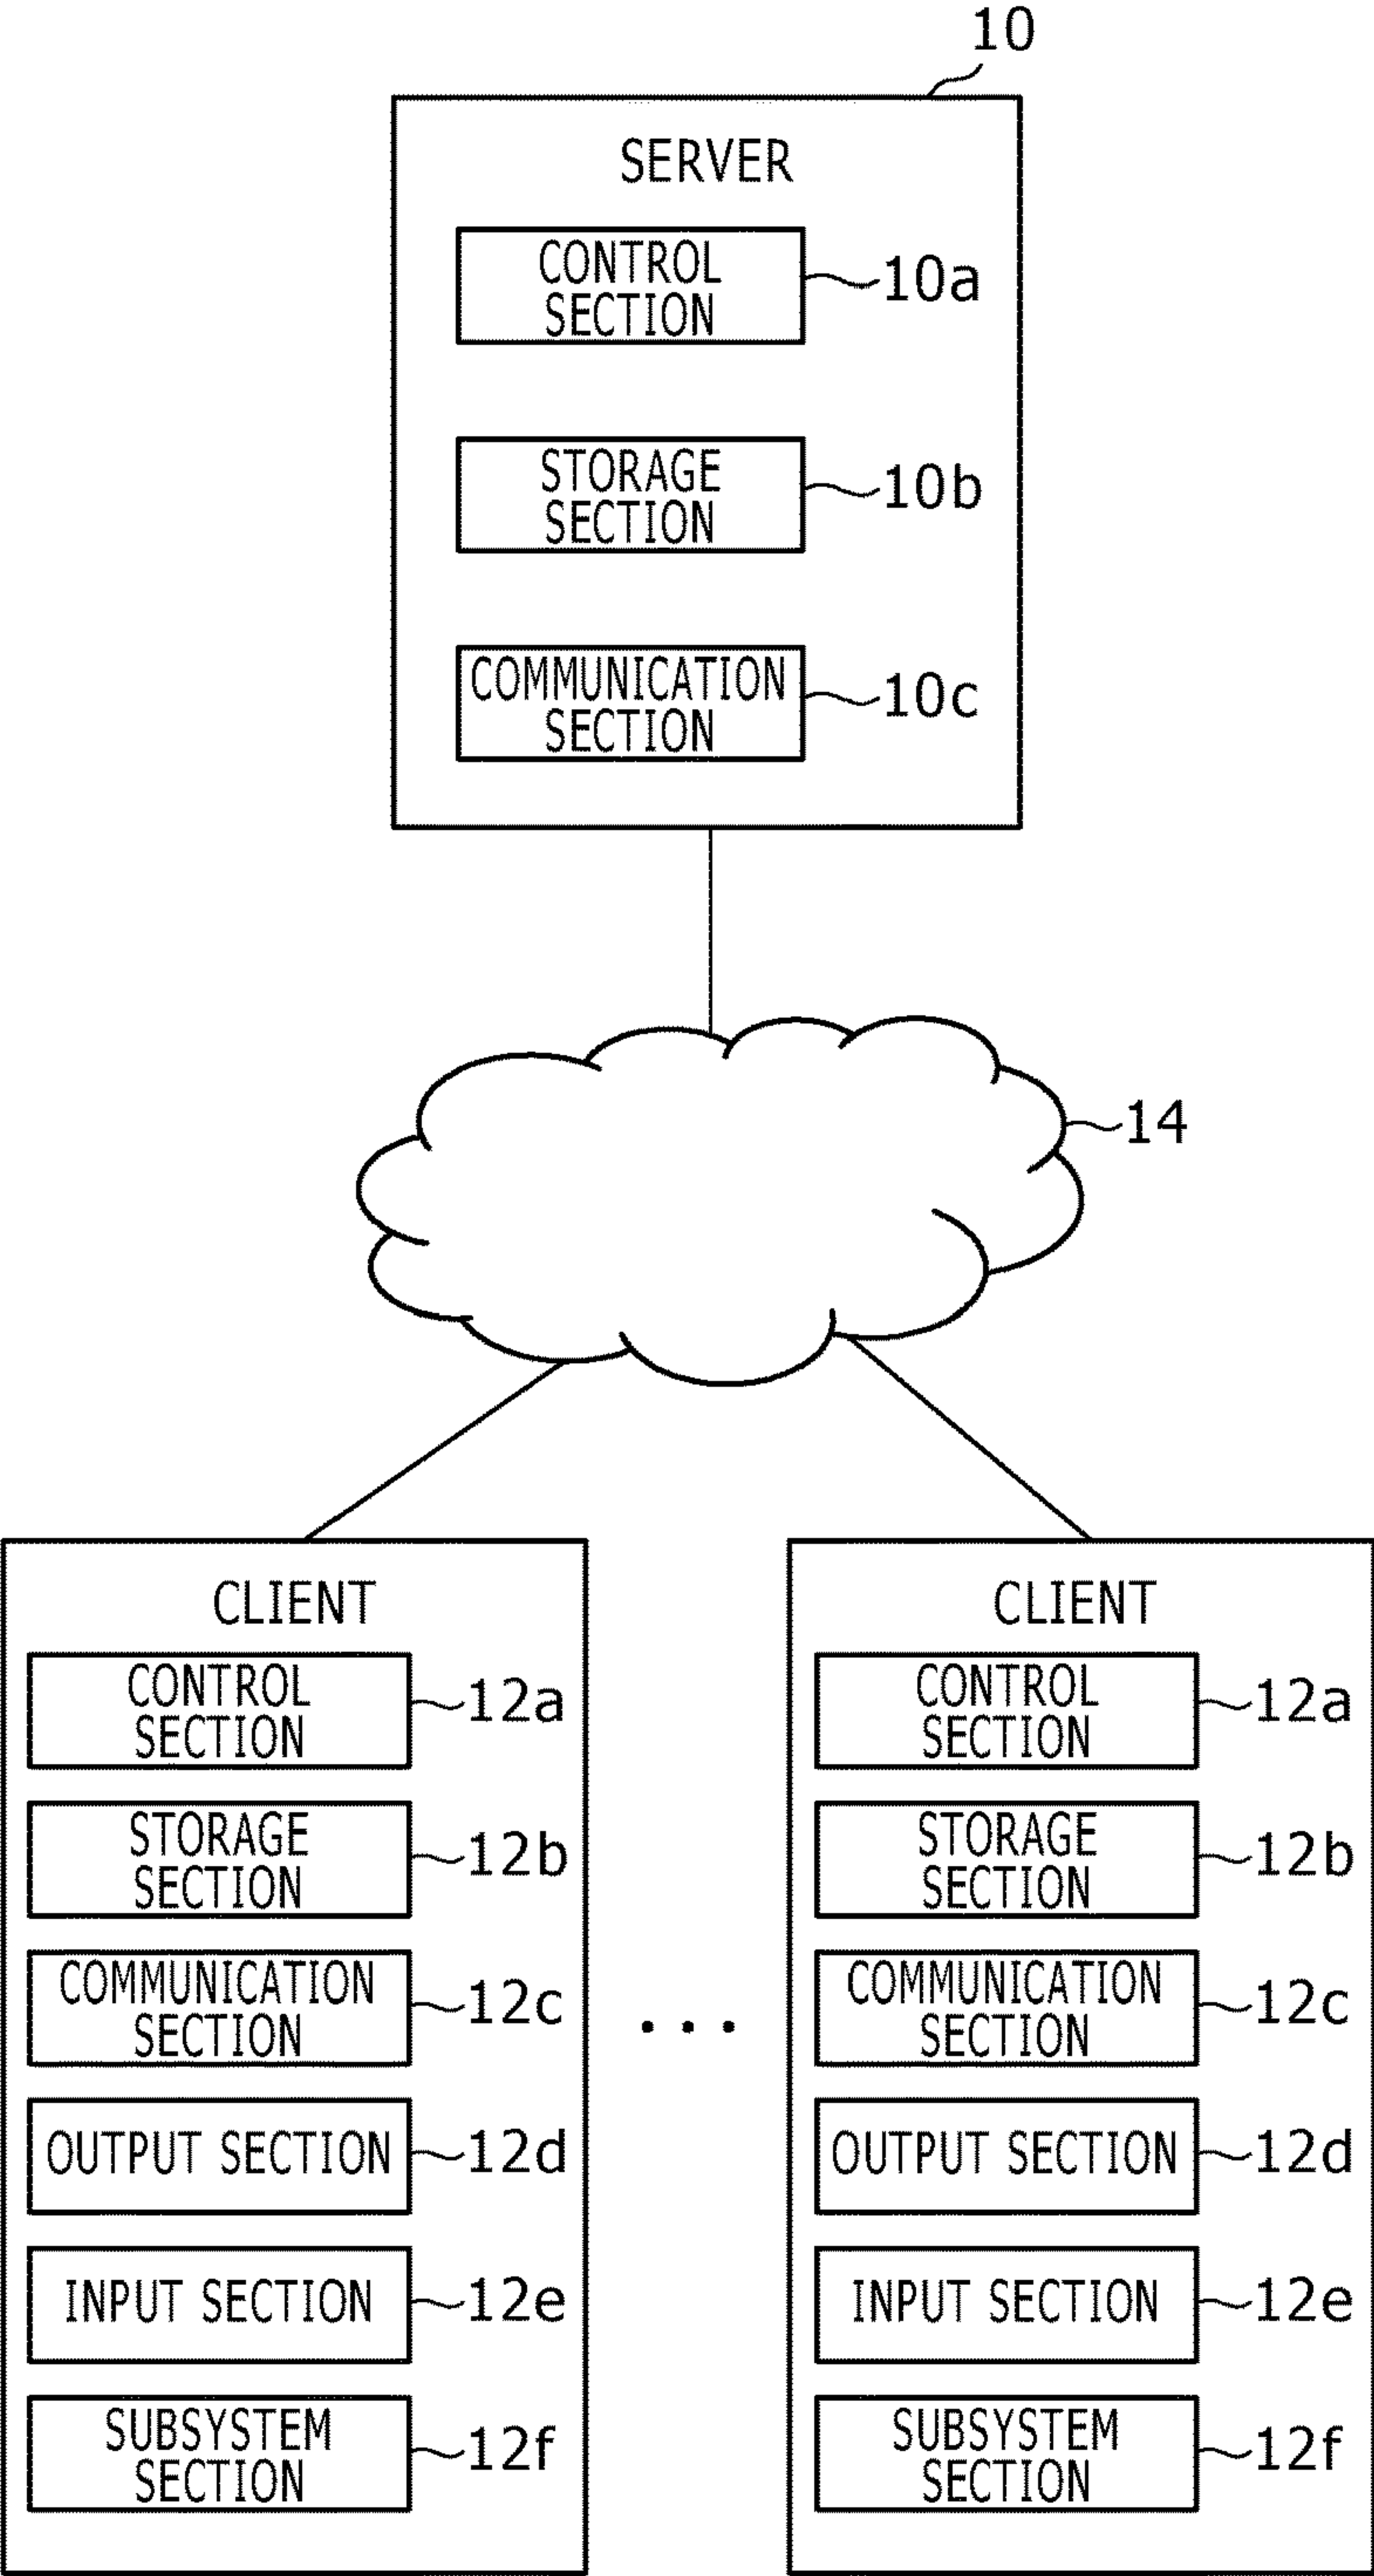 10
SERVER
CONTROL
SECTION
10a
STORAGE
SECTION
10b
COMMUNICATION
SECTION
10c
14
CLIENT
CONTROL
SECTION
12a
STORAGE
SECTION
12b
COMMUNICATION
SECTION
12c
OUTPUT SECTION
12d
INPUT SECTION
12e
SUBSYSTEM
SECTION
12f
...
CLIENT
CONTROL
SECTION
12a
STORAGE
SECTION
12b
COMMUNICATION
SECTION
12c
OUTPUT SECTION
12d
INPUT SECTION
12e
SUBSYSTEM
SECTION
12f